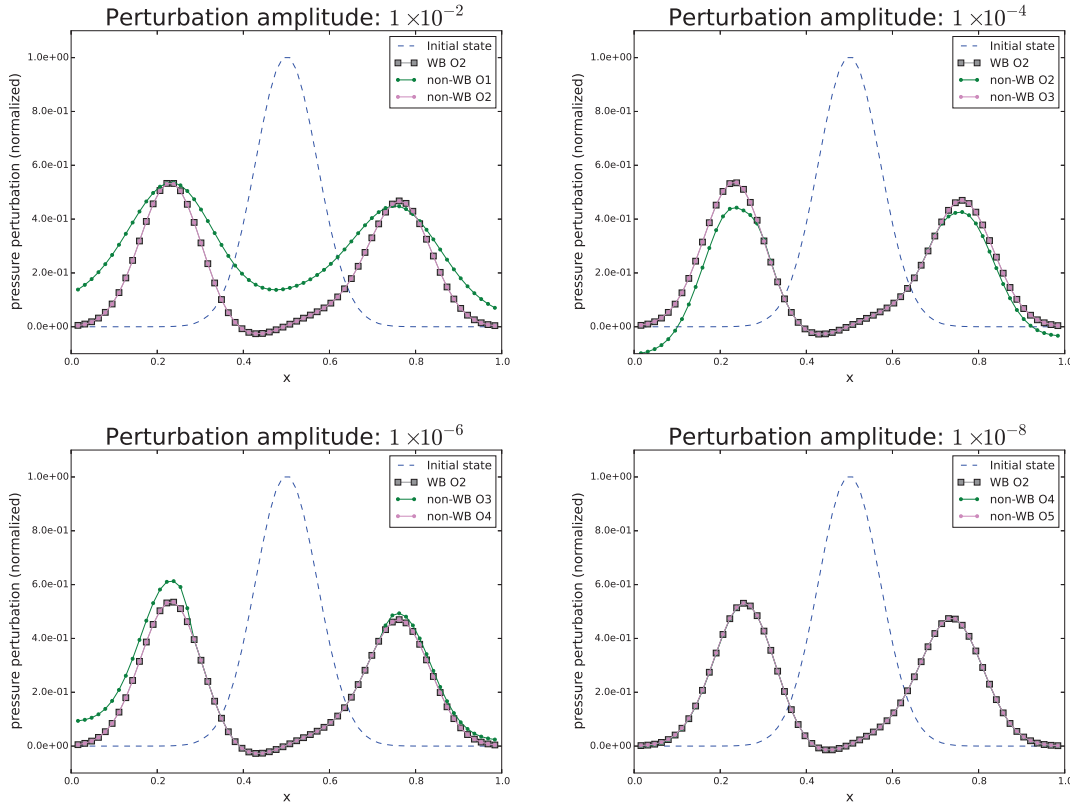 Perturbation amplitude: 1 ×10⁻²
pressure perturbation (normalized)
1.0e+00
8.0e-01
6.0e-01
4.0e-01
2.0e-01
0.0e+00
Initial state
WB O2
non-WB O1
non-WB O2
0.0 0.2 0.4 0.6 0.8 1.0
x
Perturbation amplitude: 1 ×10⁻⁴
pressure perturbation (normalized)
1.0e+00
8.0e-01
6.0e-01
4.0e-01
2.0e-01
0.0e+00
Initial state
WB O2
non-WB O2
non-WB O3
0.0 0.2 0.4 0.6 0.8 1.0
x
Perturbation amplitude: 1 ×10⁻⁶
pressure perturbation (normalized)
1.0e+00
8.0e-01
6.0e-01
4.0e-01
2.0e-01
0.0e+00
Initial state
WB O2
non-WB O3
non-WB O4
0.0 0.2 0.4 0.6 0.8 1.0
x
Perturbation amplitude: 1 ×10⁻⁸
pressure perturbation (normalized)
1.0e+00
8.0e-01
6.0e-01
4.0e-01
2.0e-01
0.0e+00
Initial state
WB O2
non-WB O4
non-WB O5
0.0 0.2 0.4 0.6 0.8 1.0
x